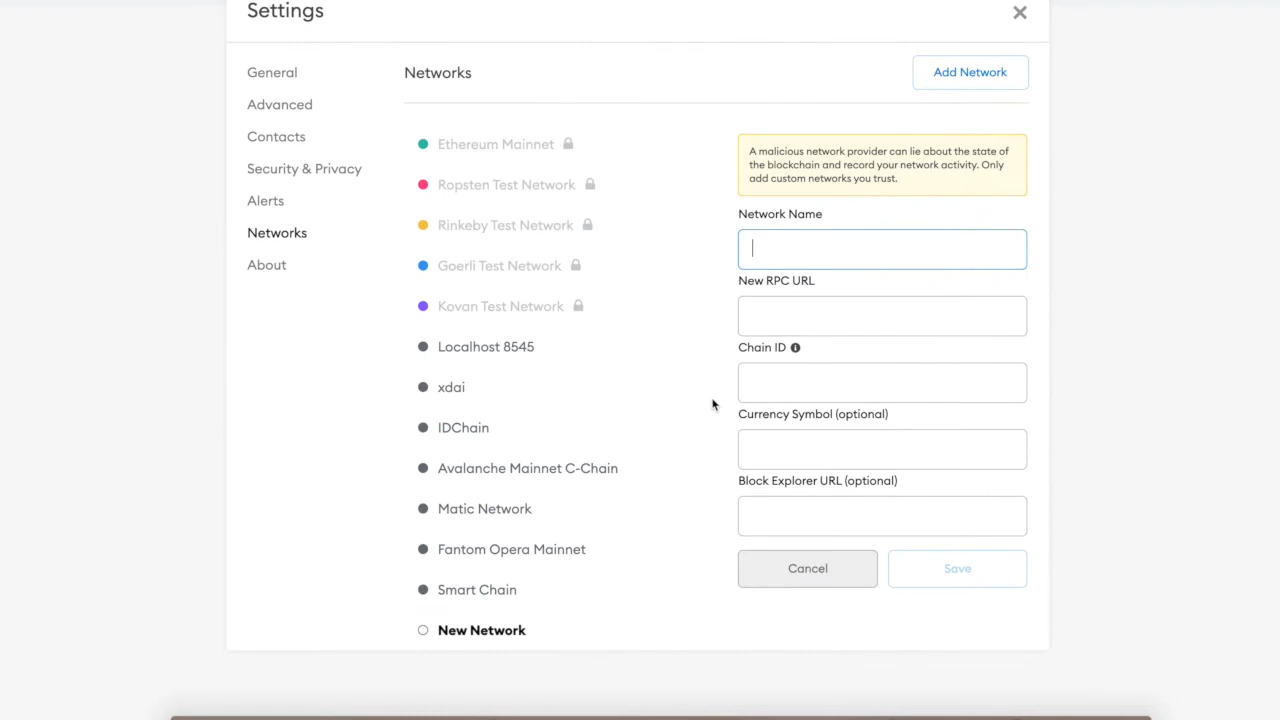 Settings
General
Advanced
Contacts
Security & Privacy
Alerts
Networks
About
Networks
Add Network
Ethereum Mainnet
Ropsten Test Network
Rinkeby Test Network
Goerli Test Network
Kovan Test Network
Localhost 8545
xdai
IDChain
Avalanche Mainnet C-Chain
Matic Network
Fantom Opera Mainnet
Smart Chain
New Network
A malicious network provider can lie about the state of
the blockchain and record your network activity. Only
add custom networks you trust.
Network Name
New RPC URL
Chain ID
Currency Symbol (optional)
Block Explorer URL (optional)
Cancel
Save